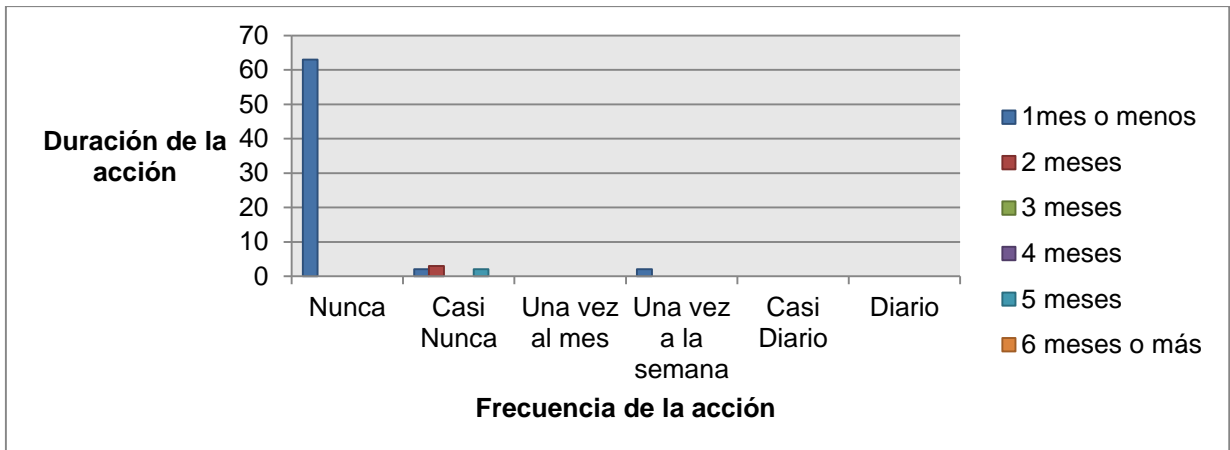 70
60
50
40
30
20
10
0
Duración de la
acción
Nunca
Casi
Nunca
Una vez
al mes
Una vez
a la
semana
Casi
Diario
Diario
Frecuencia de la acción
1mes o menos
2 meses
3 meses
4 meses
5 meses
6 meses o más